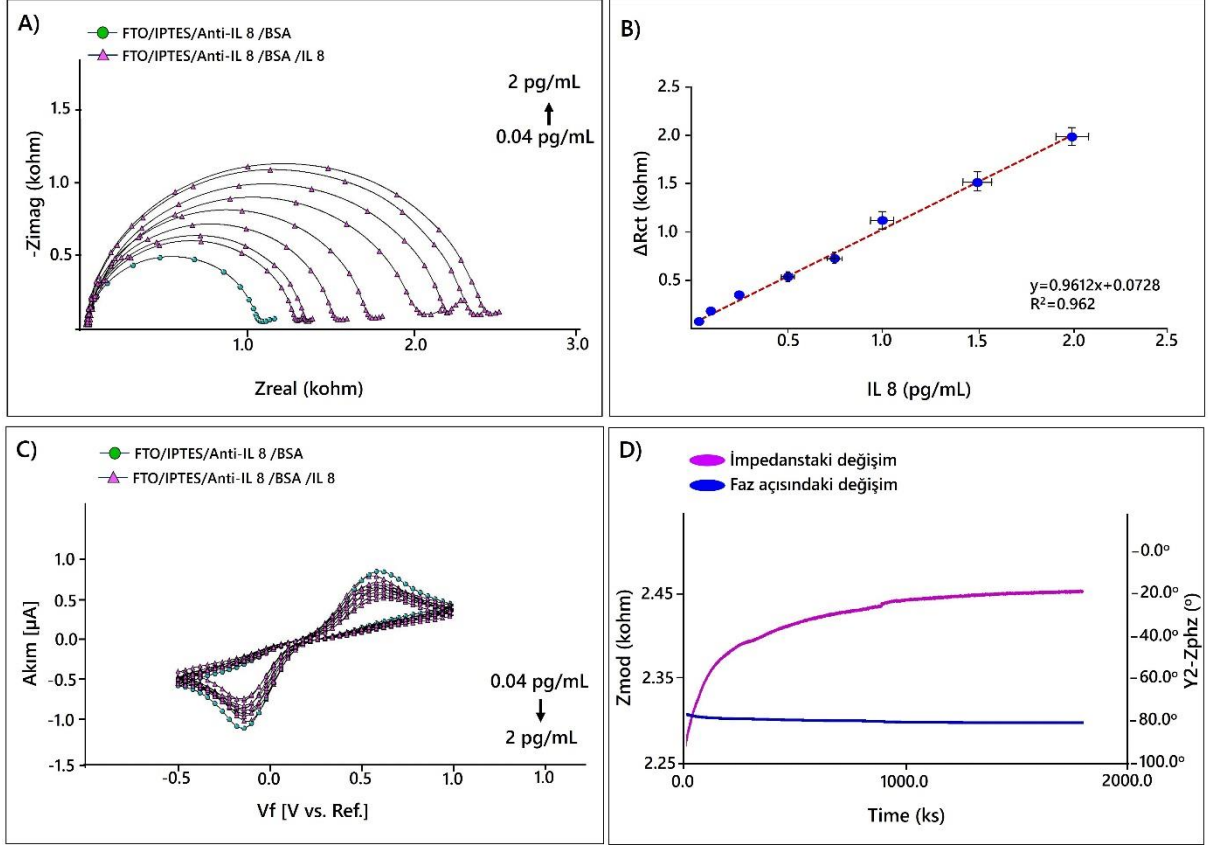 A)
FTO/IPTES/Anti-IL 8 /BSA
FTO/IPTES/Anti-IL 8 /BSA /IL 8
2 pg/mL
0.04 pg/mL
-Zimag (kohm)
1.5
1.0
0.5
1.0
2.0
3.0
Zreal (kohm)
B)
ΔRct (kohm)
2.5
2.0
1.5
1.0
0.5
y=0.9612x+0.0728
R²=0.962
0.5
1.0
1.5
2.0
2.5
IL 8 (pg/mL)
C)
FTO/IPTES/Anti-IL 8 /BSA
FTO/IPTES/Anti-IL 8 /BSA /IL 8
Akım [µA]
1.0
0.5
0.0
-0.5
-1.0
-1.5
0.04 pg/mL
2 pg/mL
-0.5
0.0
0.5
1.0
1.0
Vf [V vs. Ref.]
D)
İmpedanstaki değişim
Faz açısındaki değişim
Zmod (kohm)
2.45
2.35
2.25
0.0°
-20.0°
-40.0°
-60.0°
-80.0°
-100.0°
Y2-Zphz (°)
0.0
1000.0
2000.0
Time (ks)